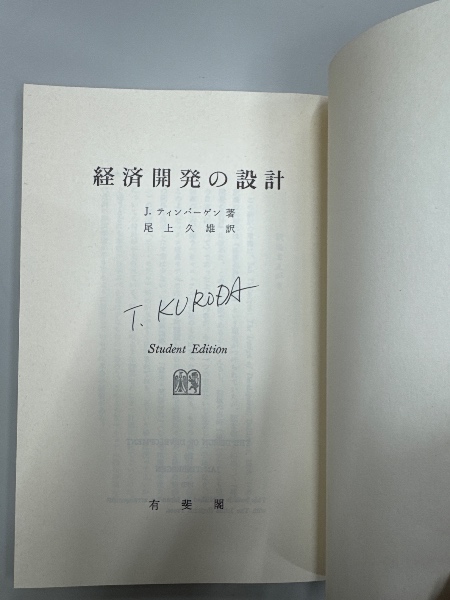 経済開発の設計
J. ティンバーゲン 著
尾上久雄 訳
T. KURODA
Student Edition
有斐閣